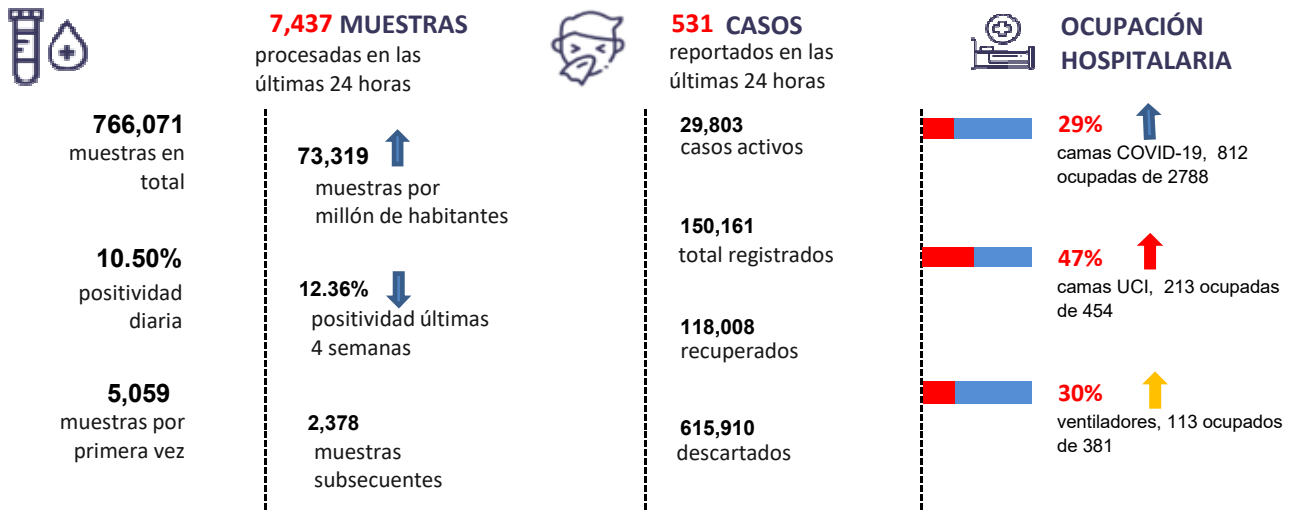 7,437 MUESTRAS
procesadas en las
últimas 24 horas
766,071
muestras en
total
10.50%
positividad
diaria
5,059
muestras por
primera vez
73,319
muestras por
millón de habitantes
12.36%
positividad últimas
4 semanas
2,378
muestras
subsecuentes
531 CASOS
reportados en las
últimas 24 horas
29,803
casos activos
150,161
total registrados
118,008
recuperados
615,910
descartados
OCUPACIÓN
HOSPITALARIA
29%
camas COVID-19, 812
ocupadas de 2788
47%
camas UCI, 213 ocupadas
de 454
30%
ventiladores, 113 ocupados
de 381